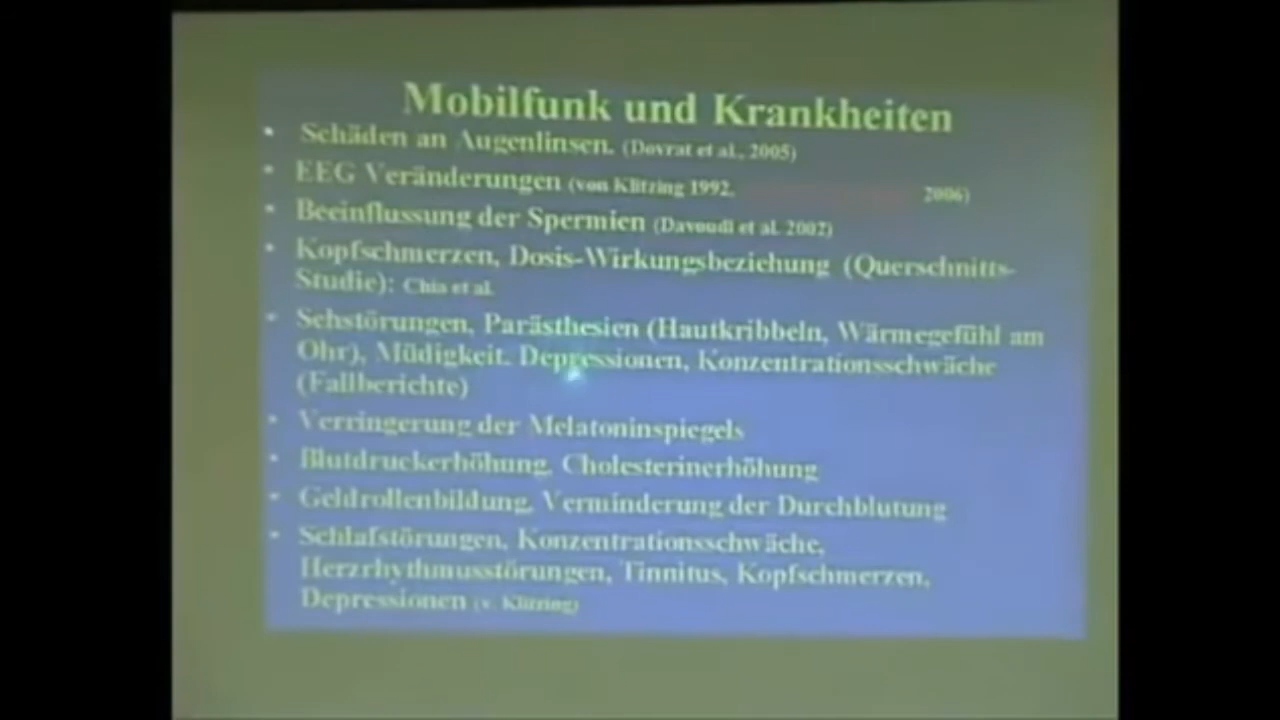 Mobilfunk und Krankheiten
• Schäden an Augenlinsen. (Dovrat et al., 2005)
• EEG Veränderungen (von Klitzing 1992, 2006)
• Beeinflussung der Spermien (Davoudi et al. 2002)
• Kopfschmerzen, Dosis-Wirkungsbeziehung (Querschnitts-
Studie): Chia et al.
• Sehstörungen, Parästhesien (Hautkribbeln, Wärmegefühl am
Ohr), Müdigkeit. Depressionen, Konzentrationsschwäche
(Fallberichte)
• Verringerung der Melatoninspiegels
• Blutdruckerhöhung, Cholesterinerhöhung
• Geldrollenbildung, Verminderung der Durchblutung
• Schlafstörungen, Konzentrationsschwäche,
Herzrhythmusstörungen, Tinnitus, Kopfschmerzen,
Depressionen (v. Klitzing)